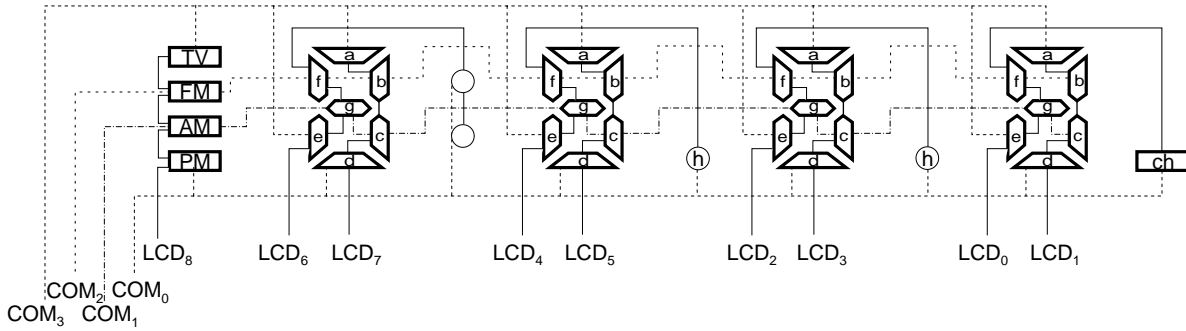 TV
FM
AM
PM
a
f b
g
e c
d
a
f b
g
e c
d
h
a
f b
g
e c
d
h
a
f b
g
e c
d
ch
LCD₈ LCD₆ LCD₇ LCD₄ LCD₅ LCD₂ LCD₃ LCD₀ LCD₁
COM₂ COM₀
COM₃ COM₁